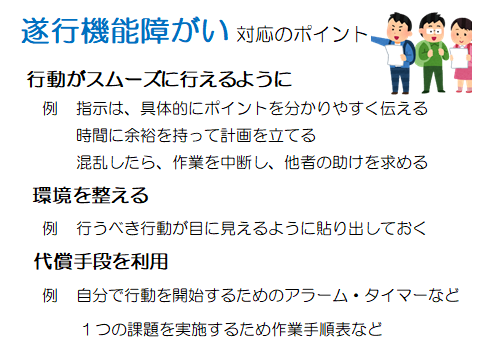 遂行機能障がい 対応のポイント
行動がスムーズに行えるように
例 指示は、具体的にポイントを分かりやすく伝える
時間に余裕を持って計画を立てる
混乱したら、作業を中断し、他者の助けを求める
環境を整える
例 行うべき行動が目に見えるように貼り出しておく
代償手段を利用
例 自分で行動を開始するためのアラーム・タイマーなど
１つの課題を実施するため作業手順表など